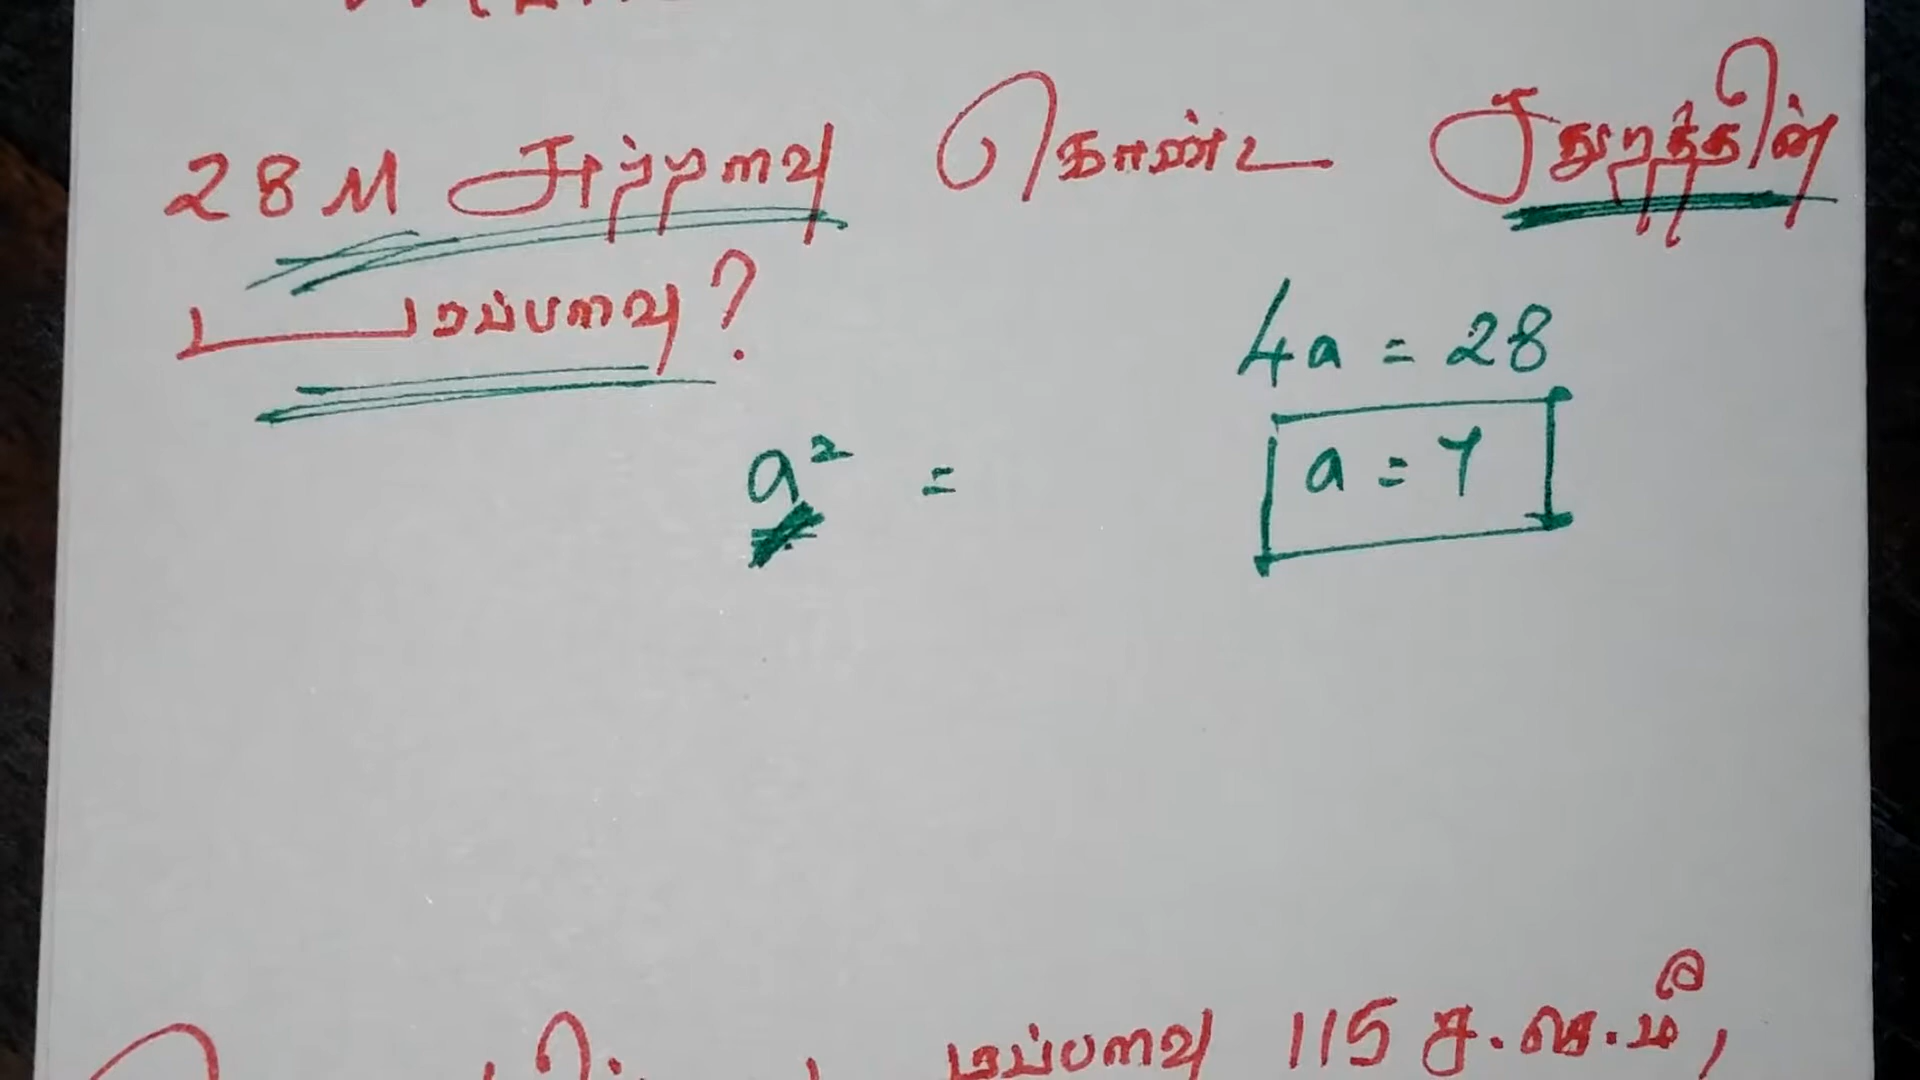 28 M சுற்றளவு கொண்ட சதுரத்தின்
பரப்பளவு ?
4a = 28
a² =
a = 7
பரப்பளவு 115 ச.செ.மீ,